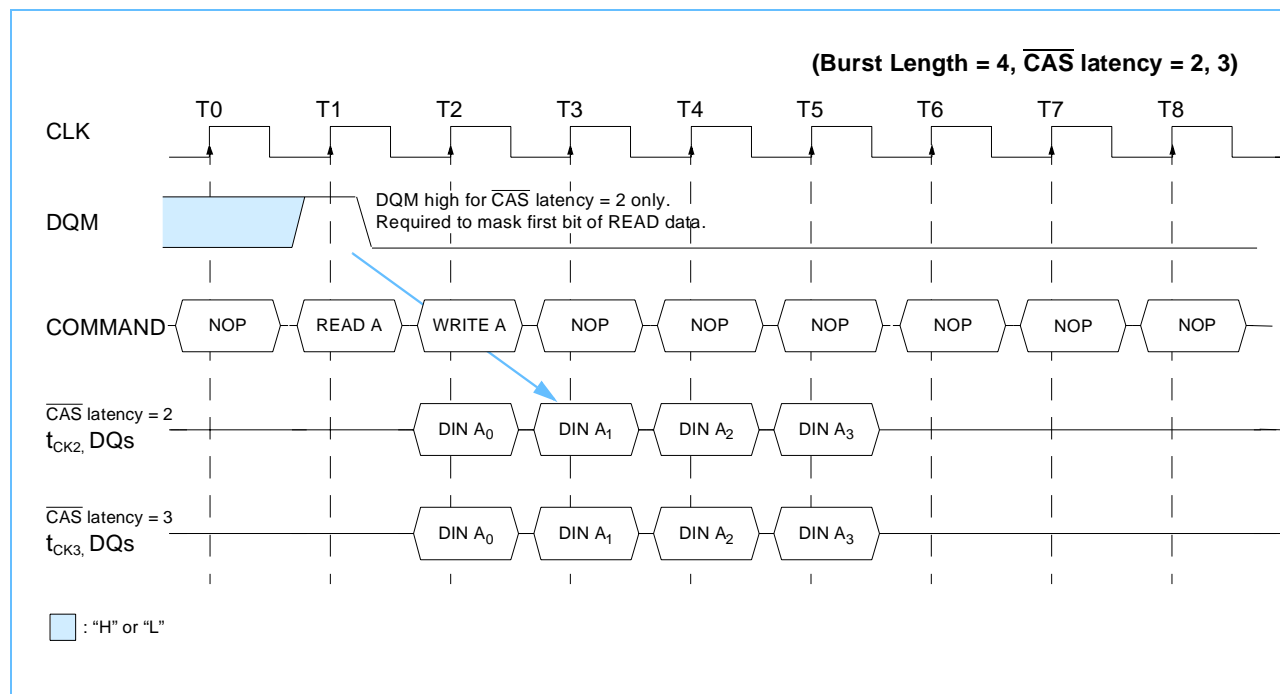 (Burst Length = 4, CAS latency = 2, 3)
T0 T1 T2 T3 T4 T5 T6 T7 T8
CLK
DQM high for CAS latency = 2 only.
Required to mask first bit of READ data.
DQM
COMMAND NOP READ A WRITE A NOP NOP NOP NOP NOP NOP
CAS latency = 2
tCK2, DQs DIN A0 DIN A1 DIN A2 DIN A3
CAS latency = 3
tCK3, DQs DIN A0 DIN A1 DIN A2 DIN A3
: “H” or “L”